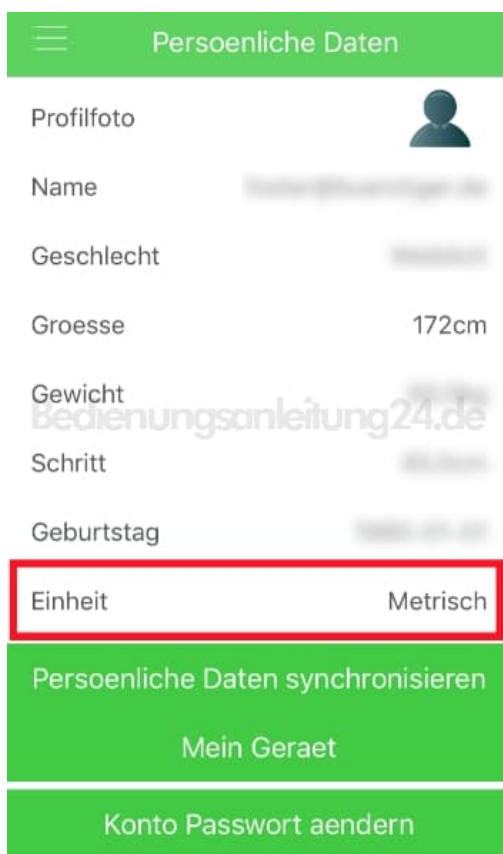 Persoenliche Daten
Profilfoto
Name
Geschlecht
Groesse 172cm
Gewicht
Bedienungsanleitung24.de
Schritt
Geburtstag
Einheit Metrisch
Persoenliche Daten synchronisieren
Mein Geraet
Konto Passwort aendern